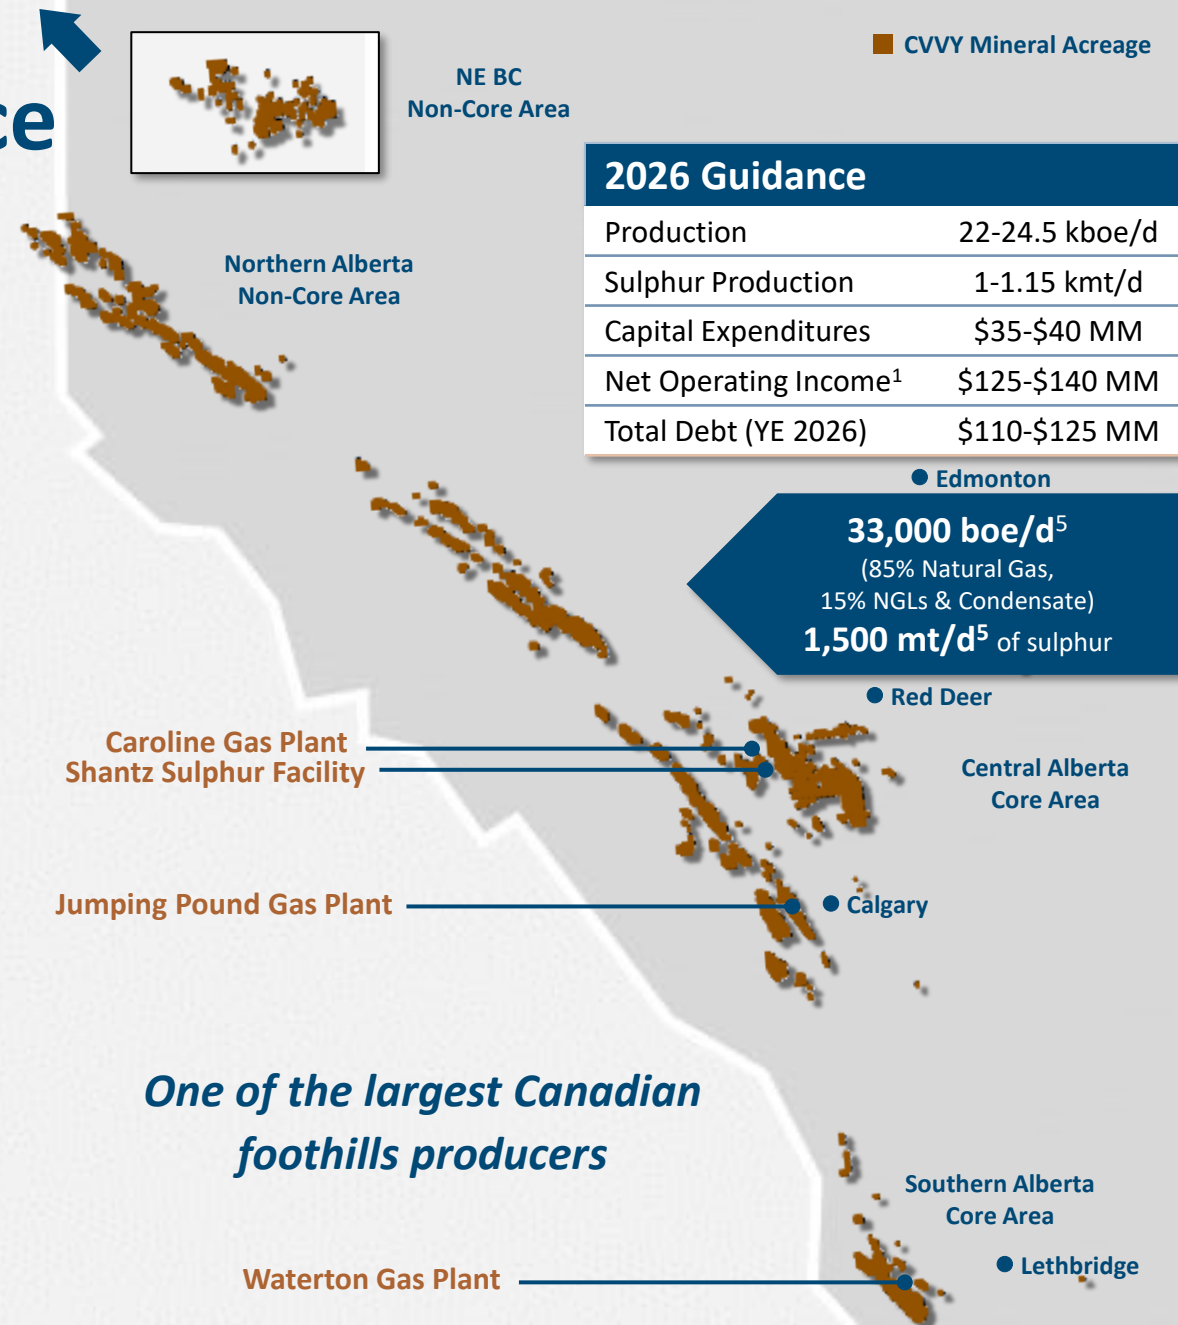 CVVY Mineral Acreage
NE BC
Non-Core Area
2026 Guidance
Production 22-24.5 kboe/d
Sulphur Production 1-1.15 kmt/d
Capital Expenditures $35-$40 MM
Net Operating Income1 $125-$140 MM
Total Debt (YE 2026) $110-$125 MM
Northern Alberta
Non-Core Area
Edmonton
33,000 boe/d5
(85% Natural Gas,
15% NGLs & Condensate)
1,500 mt/d5 of sulphur
Red Deer
Caroline Gas Plant
Shantz Sulphur Facility
Central Alberta
Core Area
Jumping Pound Gas Plant
Calgary
One of the largest Canadian
foothills producers
Southern Alberta
Core Area
Lethbridge
Waterton Gas Plant